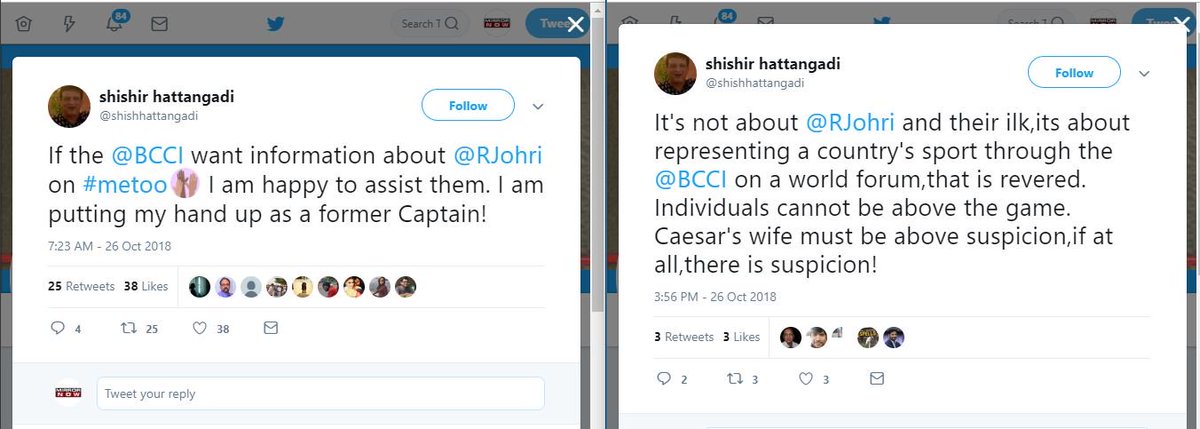 84
Search T
MIRROR NOW
Tweet
shishir hattangadi
@shishhattangadi
Follow
If the @BCCI want information about @RJohri
on #metoo I am happy to assist them. I am
putting my hand up as a former Captain!
7:23 AM - 26 Oct 2018
25 Retweets 38 Likes
4 25 38
MIRROR NOW
Tweet your reply
84
Search T
shishir hattangadi
@shishhattangadi
Follow
It's not about @RJohri and their ilk,its about
representing a country's sport through the
@BCCI on a world forum,that is revered.
Individuals cannot be above the game.
Caesar's wife must be above suspicion,if at
all,there is suspicion!
3:56 PM - 26 Oct 2018
3 Retweets 3 Likes
2 3 3